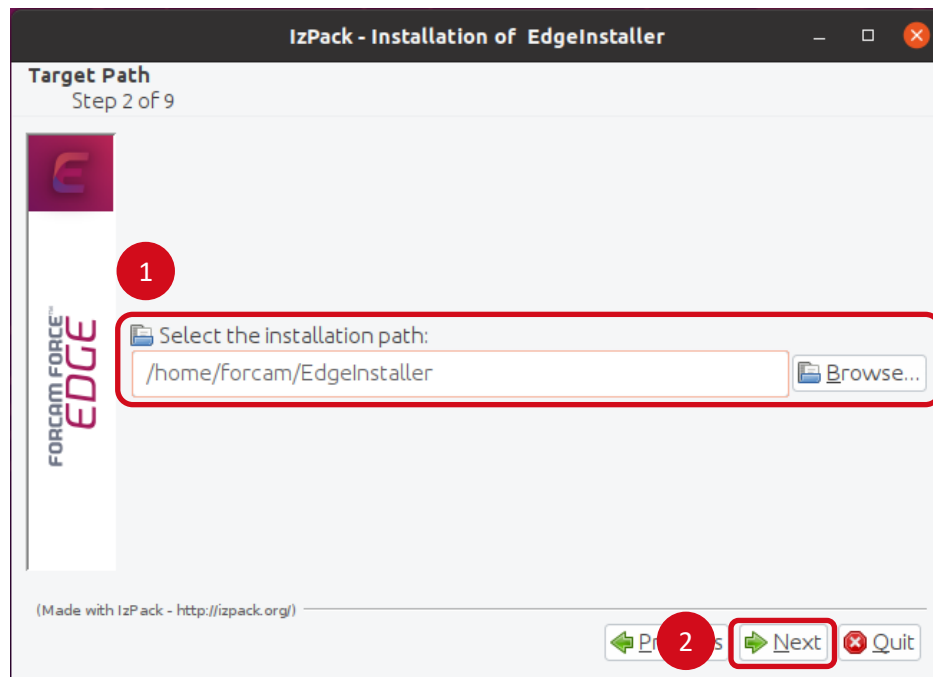 IzPack - Installation of EdgeInstaller
Target Path
Step 2 of 9
1
FORCAM FORCE™
EDGE
Select the installation path:
/home/forcam/EdgeInstaller
Browse...
(Made with IzPack - http://izpack.org/)
2
Next
Quit